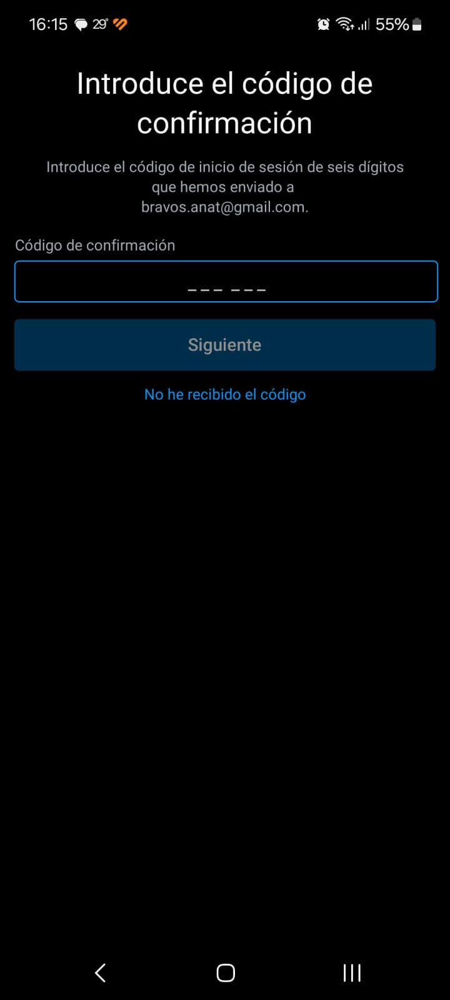 16:15 29° 55%
Introduce el código de
confirmación
Introduce el código de inicio de sesión de seis dígitos
que hemos enviado a
bravos.anat@gmail.com.
Código de confirmación
___ ___
Siguiente
No he recibido el código